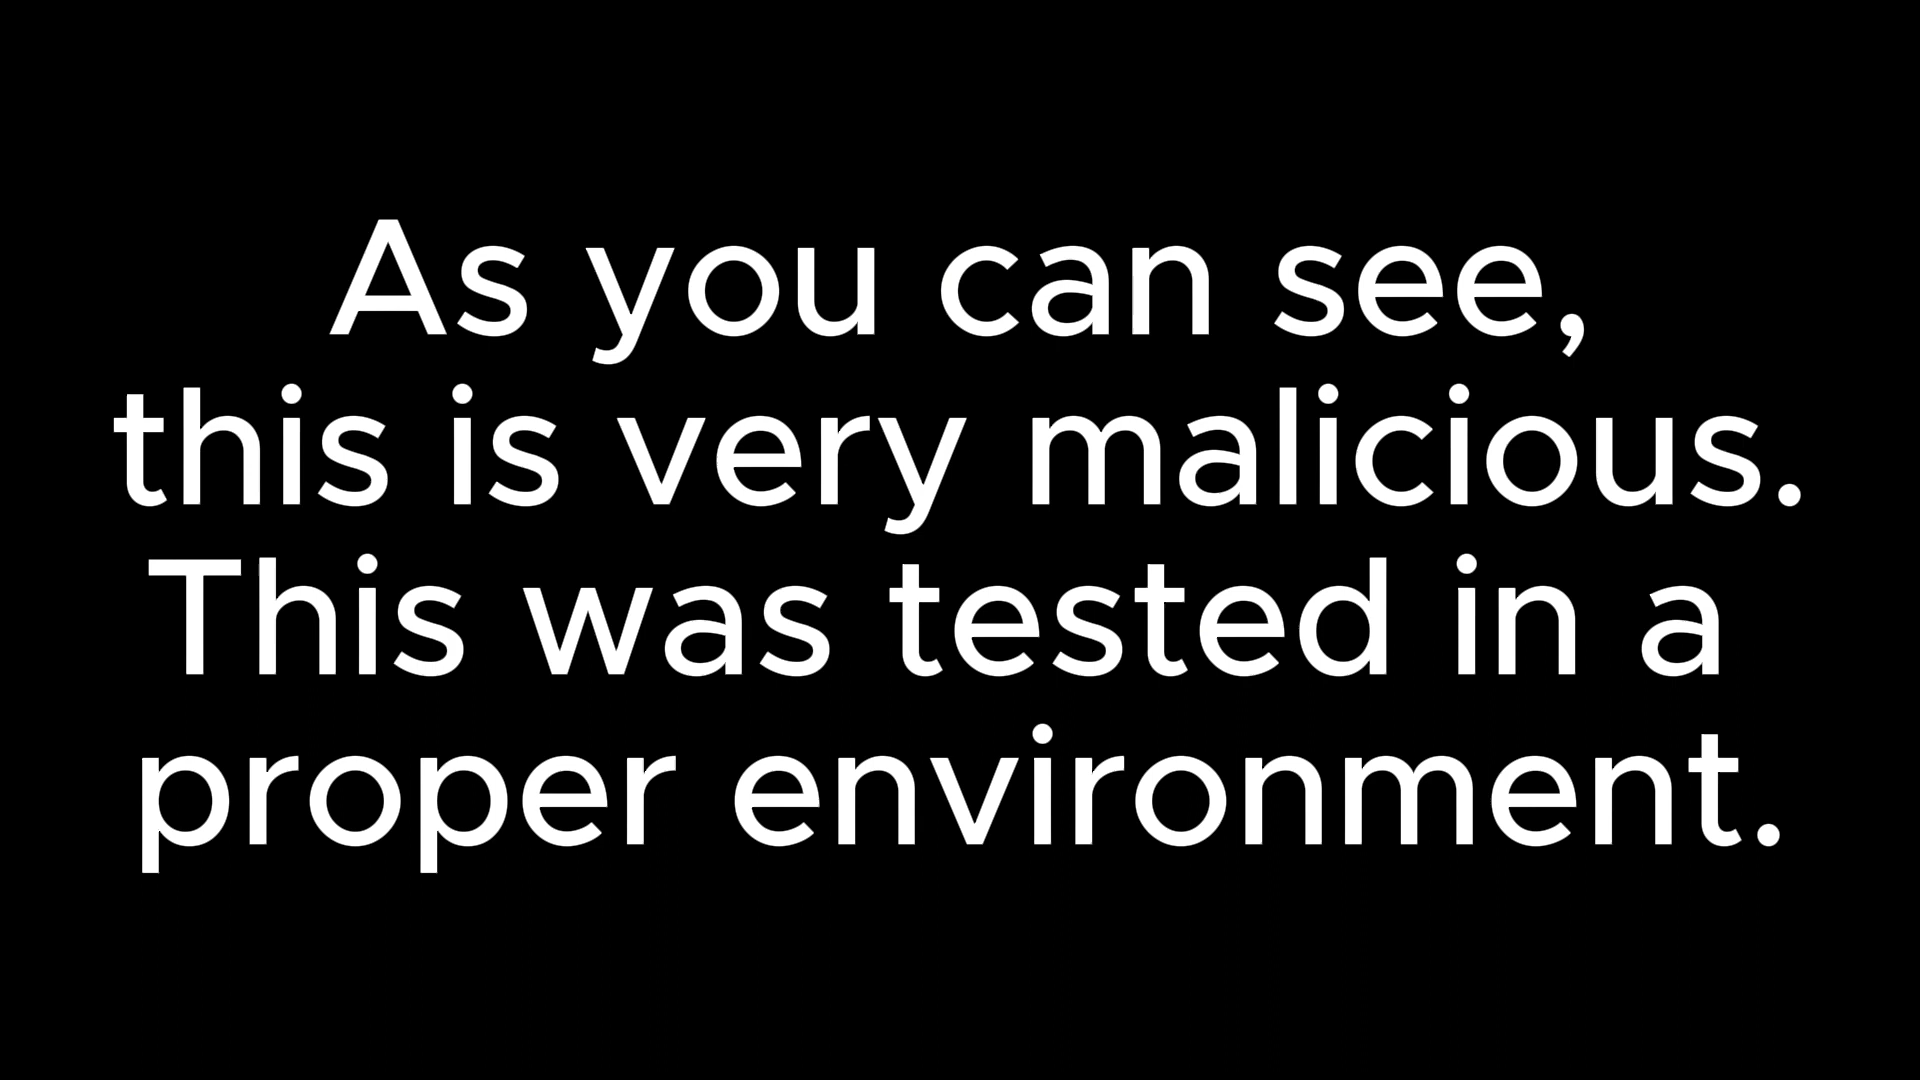 As you can see,
this is very malicious.
This was tested in a
proper environment.